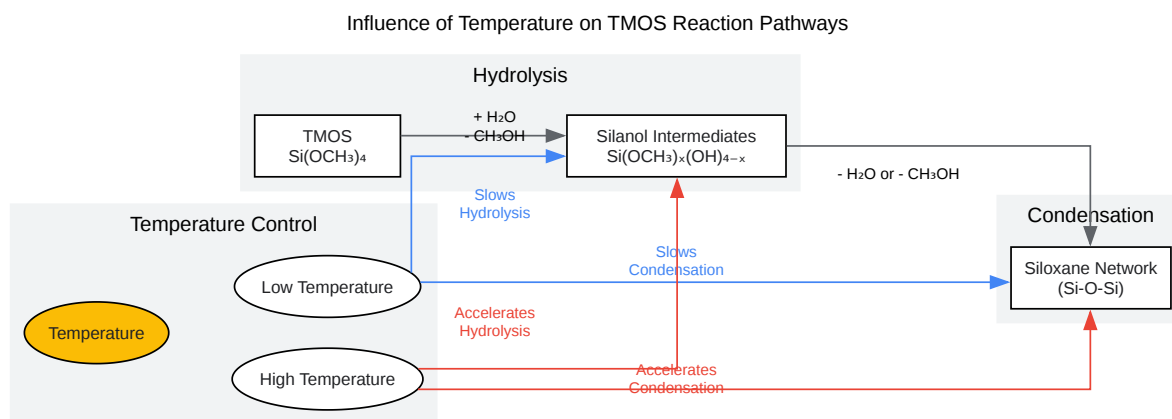 Influence of Temperature on TMOS Reaction Pathways
Hydrolysis
TMOS
Si(OCH₃)₄
+ H₂O
- CH₃OH
Silanol Intermediates
Si(OCH₃)ₓ(OH)₄₋ₓ
- H₂O or - CH₃OH
Slows
Hydrolysis
Temperature Control
Condensation
Slows
Condensation
Low Temperature
Siloxane Network
(Si-O-Si)
Temperature
Accelerates
Hydrolysis
High Temperature
Accelerates
Condensation